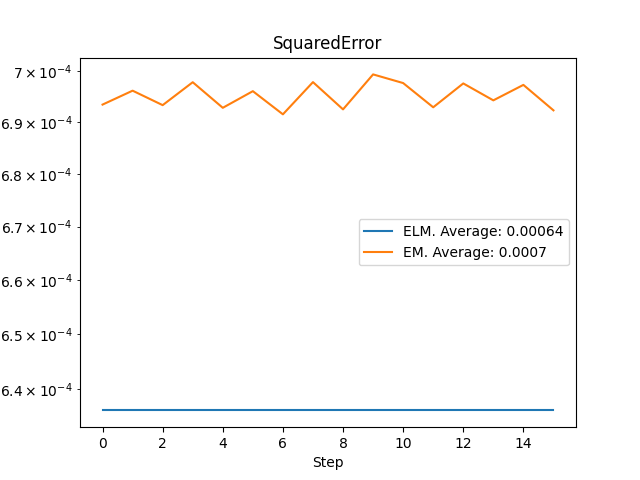 SquaredError
7 × 10⁻⁴
6.9 × 10⁻⁴
6.8 × 10⁻⁴
6.7 × 10⁻⁴
6.6 × 10⁻⁴
6.5 × 10⁻⁴
6.4 × 10⁻⁴
ELM. Average: 0.00064
EM. Average: 0.0007
0 2 4 6 8 10 12 14
Step